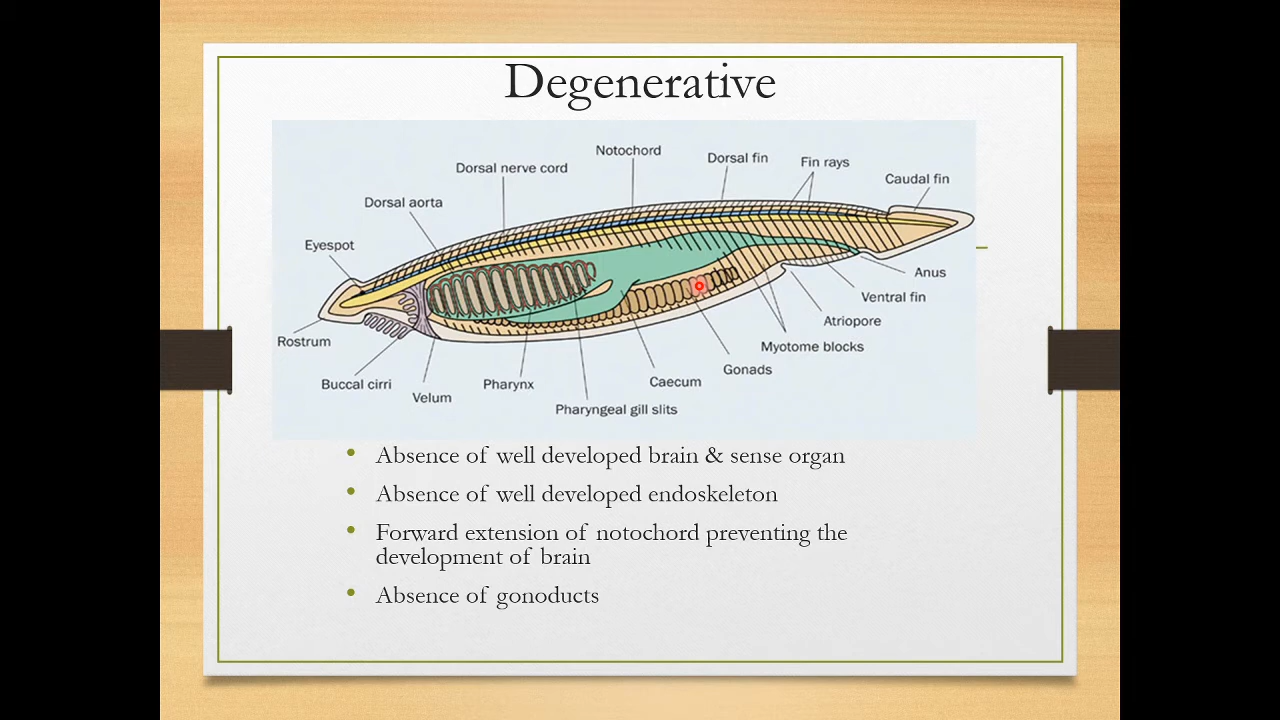 Degenerative
Notochord
Dorsal nerve cord
Dorsal fin
Fin rays
Caudal fin
Dorsal aorta
Eyespot
Anus
Ventral fin
Atriopore
Rostrum
Myotome blocks
Gonads
Buccal cirri
Pharynx
Caecum
Velum
Pharyngeal gill slits
• Absence of well developed brain & sense organ
• Absence of well developed endoskeleton
• Forward extension of notochord preventing the
development of brain
• Absence of gonoducts